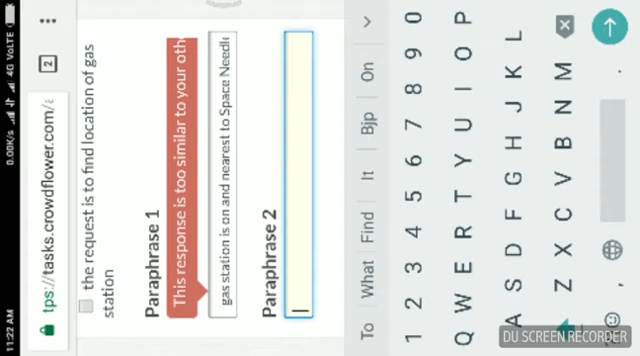 0.00K/s 4G VoLTE 11:22 AM
tps://tasks.crowdflower.com/
2
the request is to find location of gas
station
Paraphrase 1
This response is too similar to your oth
gas station is on and nearest to Space Needl
Paraphrase 2
To What Find It Bjp On
1 2 3 4 5 6 7 8 9 0
Q W E R T Y U I O P
A S D F G H J K L
Z X C V B N M
, .
DU SCREEN RECORDER